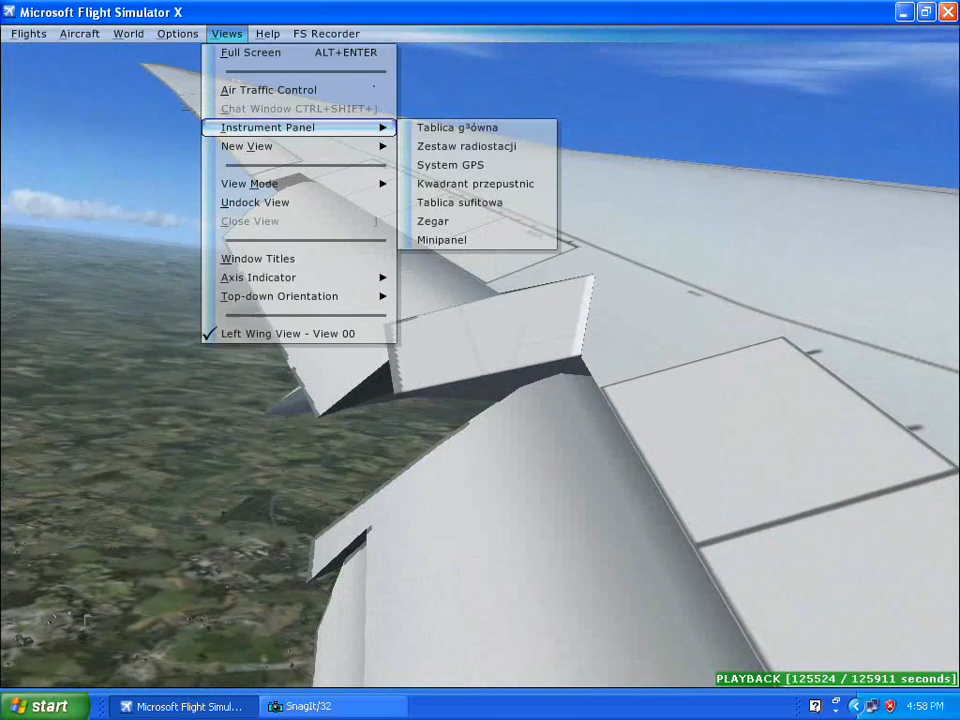 Microsoft Flight Simulator X
Flights Aircraft World Options Views Help FS Recorder
Full Screen ALT+ENTER
Air Traffic Control `
Chat Window CTRL+SHIFT+]
Instrument Panel
New View
View Mode
Undock View
Close View ]
Window Titles
Axis Indicator
Top-down Orientation
Left Wing View - View 00
Tablica g³ówna
Zestaw radiostacji
System GPS
Kwadrant przepustnic
Tablica sufitowa
Zegar
Minipanel
PLAYBACK [125524 / 125911 seconds]
start
Microsoft Flight Simul...
SnagIt/32
4:58 PM